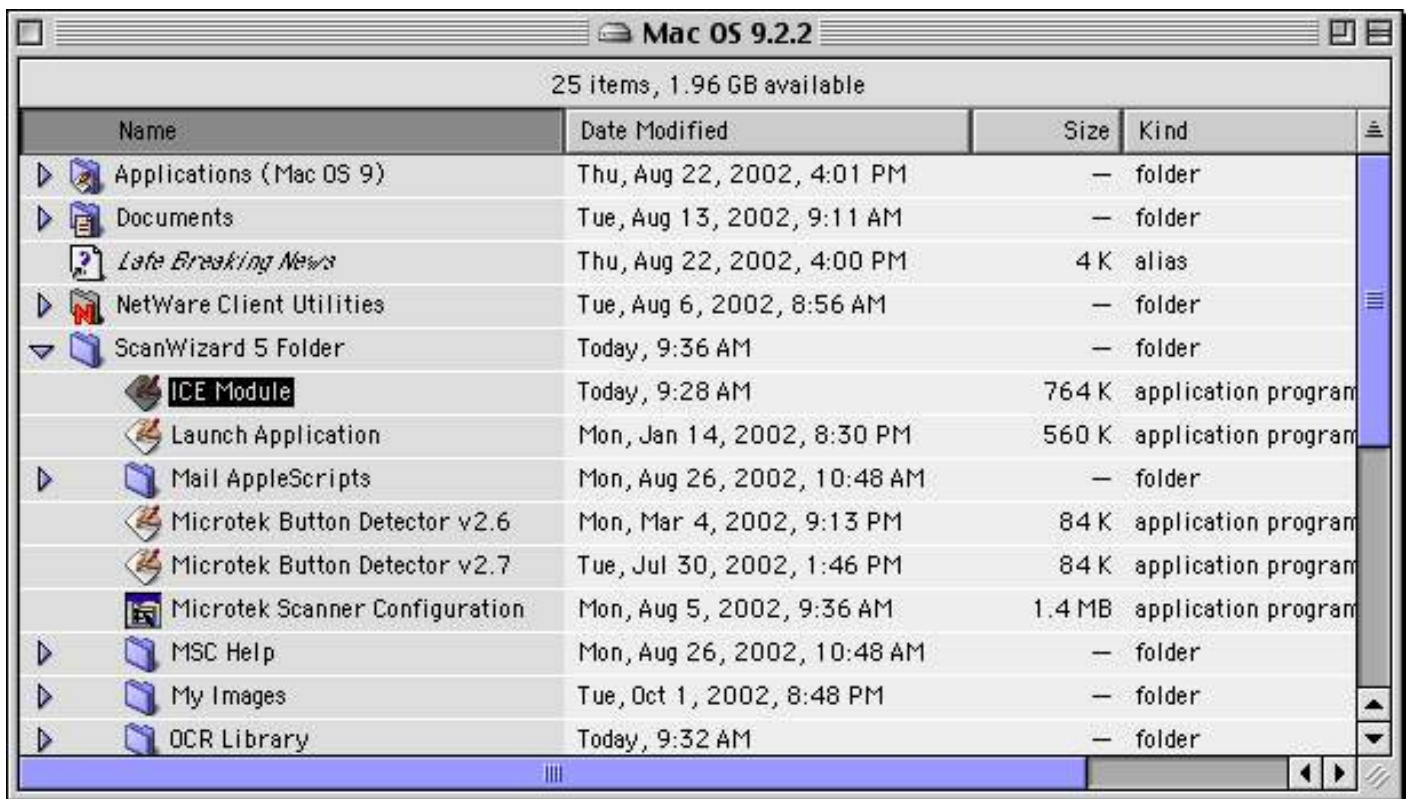 Mac OS 9.2.2
25 items, 1.96 GB available
Name Date Modified Size Kind
Applications (Mac OS 9) Thu, Aug 22, 2002, 4:01 PM — folder
Documents Tue, Aug 13, 2002, 9:11 AM — folder
Late Breaking News Thu, Aug 22, 2002, 4:00 PM 4 K alias
NetWare Client Utilities Tue, Aug 6, 2002, 8:56 AM — folder
ScanWizard 5 Folder Today, 9:36 AM — folder
ICE Module Today, 9:28 AM 764 K application program
Launch Application Mon, Jan 14, 2002, 8:30 PM 560 K application program
Mail AppleScripts Mon, Aug 26, 2002, 10:48 AM — folder
Microtek Button Detector v2.6 Mon, Mar 4, 2002, 9:13 PM 84 K application program
Microtek Button Detector v2.7 Tue, Jul 30, 2002, 1:46 PM 84 K application program
Microtek Scanner Configuration Mon, Aug 5, 2002, 9:36 AM 1.4 MB application program
MSC Help Mon, Aug 26, 2002, 10:48 AM — folder
My Images Tue, Oct 1, 2002, 8:48 PM — folder
OCR Library Today, 9:32 AM — folder